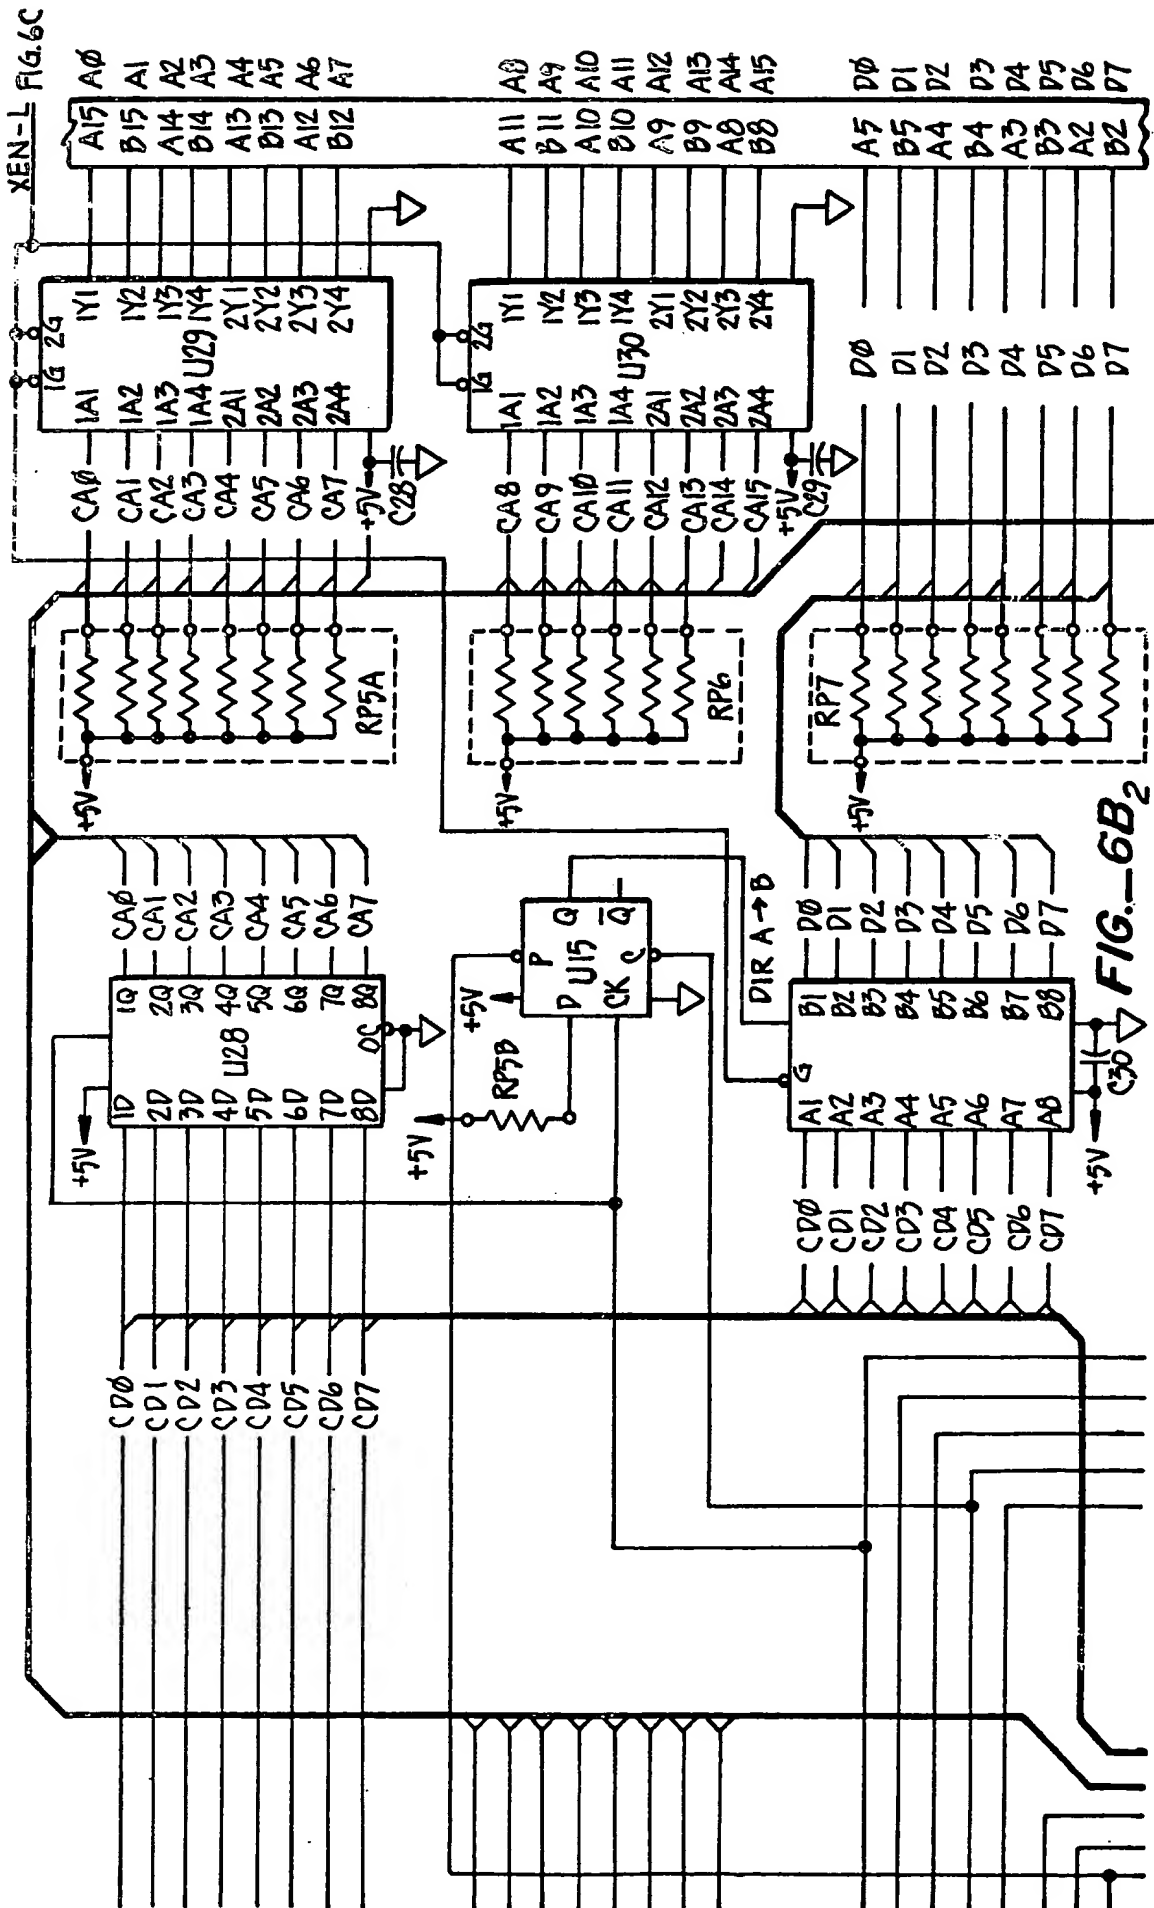 XEN-L FIG.6C
A15 AØ
B15 A1
A14 A2
B14 A3
A13 A4
B13 A5
A12 A6
B12 A7
A11 A8
B11 A9
A10 A10
B10 A11
A9 A12
B9 A13
A8 A14
B8 A15
A5 DØ
B5 D1
A4 D2
B4 D3
A3 D4
B3 D5
A2 D6
B2 D7
1G 2G
CAØ 1A1 1Y1
CA1 1A2 1Y2
CA2 1A3 1Y3
CA3 1A4 1Y4
CA4 2A1 2Y1
CA5 2A2 2Y2
CA6 2A3 2Y3
CA7 2A4 2Y4
U29
+5V
C28
1G 2G
CA8 1A1 1Y1
CA9 1A2 1Y2
CA1Ø 1A3 1Y3
CA11 1A4 1Y4
CA12 2A1 2Y1
CA13 2A2 2Y2
CA14 2A3 2Y3
CA15 2A4 2Y4
U30
+5V
C29
DØ
D1
D2
D3
D4
D5
D6
D7
+5V
RP5A
+5V
RP6
+5V
RP7
+5V
1D 1Q CAØ
2D 2Q CA1
3D 3Q CA2
4D 4Q CA3
5D 5Q CA4
6D 6Q CA5
7D 7Q CA6
8D 8Q CA7
U28
OC
+5V
RP5B
+5V
P
D Q
U15
CK Q̅
C
DIR A→B
G
CDØ A1 B1 DØ
CD1 A2 B2 D1
CD2 A3 B3 D2
CD3 A4 B4 D3
CD4 A5 B5 D4
CD5 A6 B6 D5
CD6 A7 B7 D6
CD7 A8 B8 D7
+5V
C30
CDØ
CD1
CD2
CD3
CD4
CD5
CD6
CD7
FIG._6B2